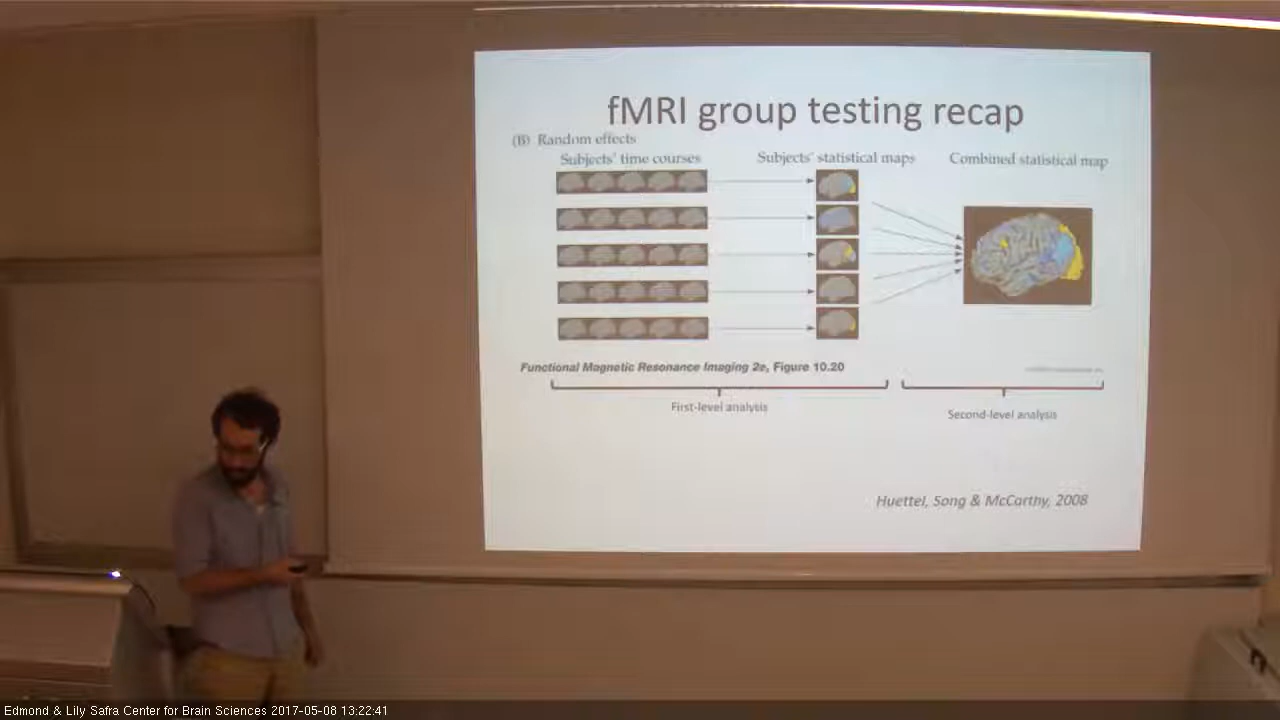 fMRI group testing recap
(B) Random effects
Subjects' time courses
Subjects' statistical maps
Combined statistical map
Functional Magnetic Resonance Imaging 2e, Figure 10.20
First-level analysis
Second-level analysis
Huettel, Song & McCarthy, 2008
Edmond & Lily Safra Center for Brain Sciences 2017-05-08 13:22:41